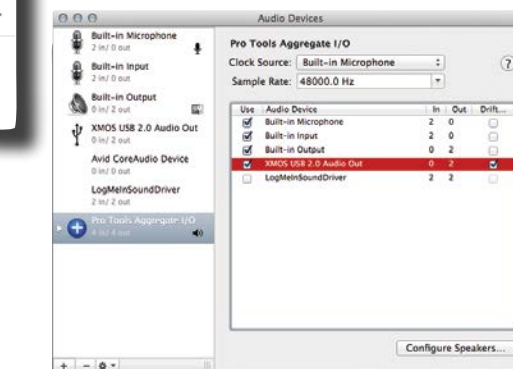 Audio Devices
Built-in Microphone
2 in/ 0 out
Built-in Input
2 in/ 0 out
Built-in Output
0 in/ 2 out
XMOS USB 2.0 Audio Out
0 in/ 2 out
Avid CoreAudio Device
0 in/ 0 out
LogMeInSoundDriver
2 in/ 2 out
Pro Tools Aggregate I/O
4 in/ 4 out
Pro Tools Aggregate I/O
Clock Source: Built-in Microphone
Sample Rate: 48000.0 Hz
?
Use Audio Device In Out Drift...
Built-in Microphone 2 0
Built-in Input 2 0
Built-in Output 0 2
XMOS USB 2.0 Audio Out 0 2
LogMeInSoundDriver 2 2
Configure Speakers...